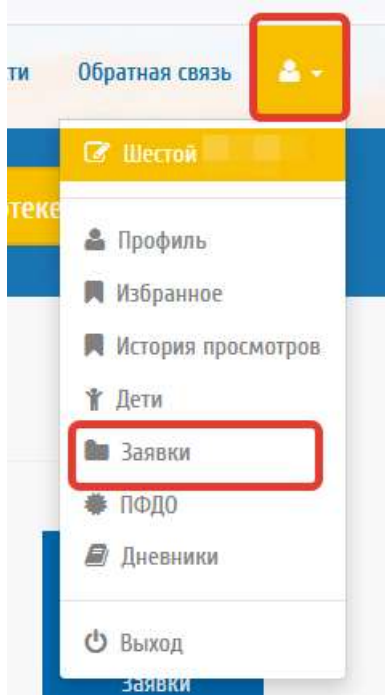 ти Обратная связь
Шестой
теке
Профиль
Избранное
История просмотров
Дети
Заявки
ПФДО
Дневники
Выход
Заявки